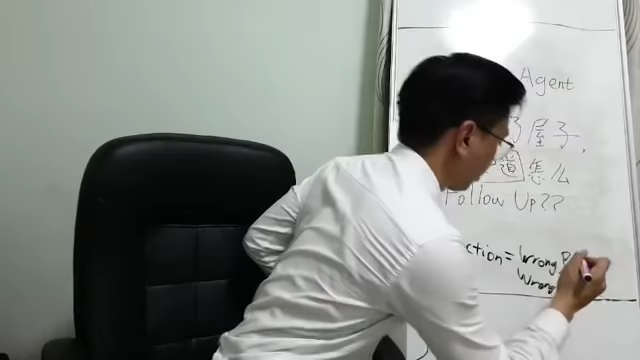 Agent
屋子,
道 怎么
Follow Up??
ction = Wrong
Wrong